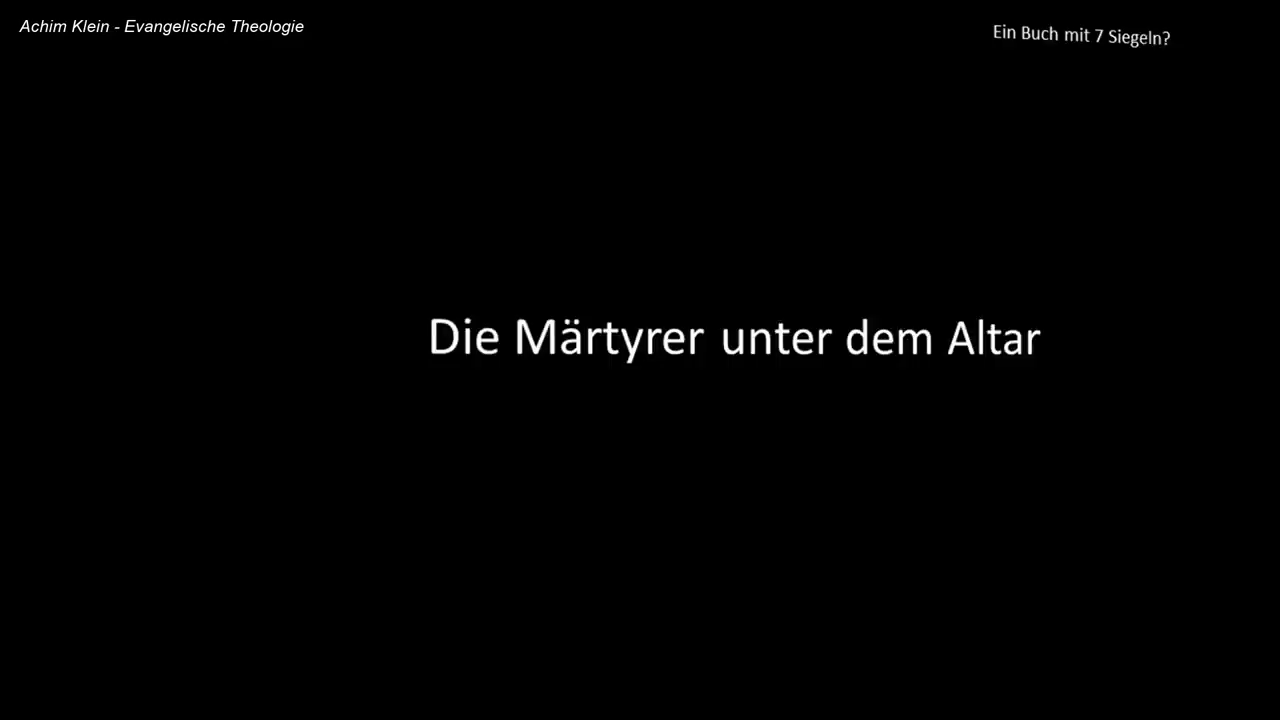 Achim Klein - Evangelische Theologie
Ein Buch mit 7 Siegeln?
Die Märtyrer unter dem Altar